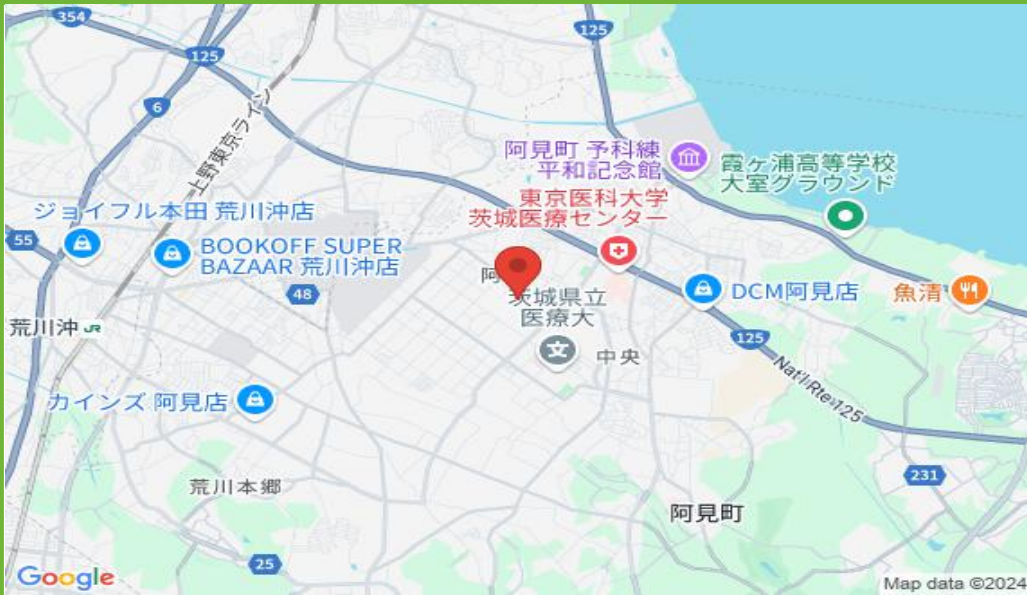 354
125
125
6
上野東京ライン
阿見町 予科練
平和記念館
霞ヶ浦高等学校
大室グラウンド
東京医科大学
茨城医療センター
ジョイフル本田 荒川沖店
55
BOOKOFF SUPER
BAZAAR 荒川沖店
48
阿
茨城県立
医療大
DCM阿見店
魚清
荒川沖 JR
125
中央
Nat'l Rte 125
カインズ 阿見店
文
231
荒川本郷
阿見町
25
Google
Map data ©2024